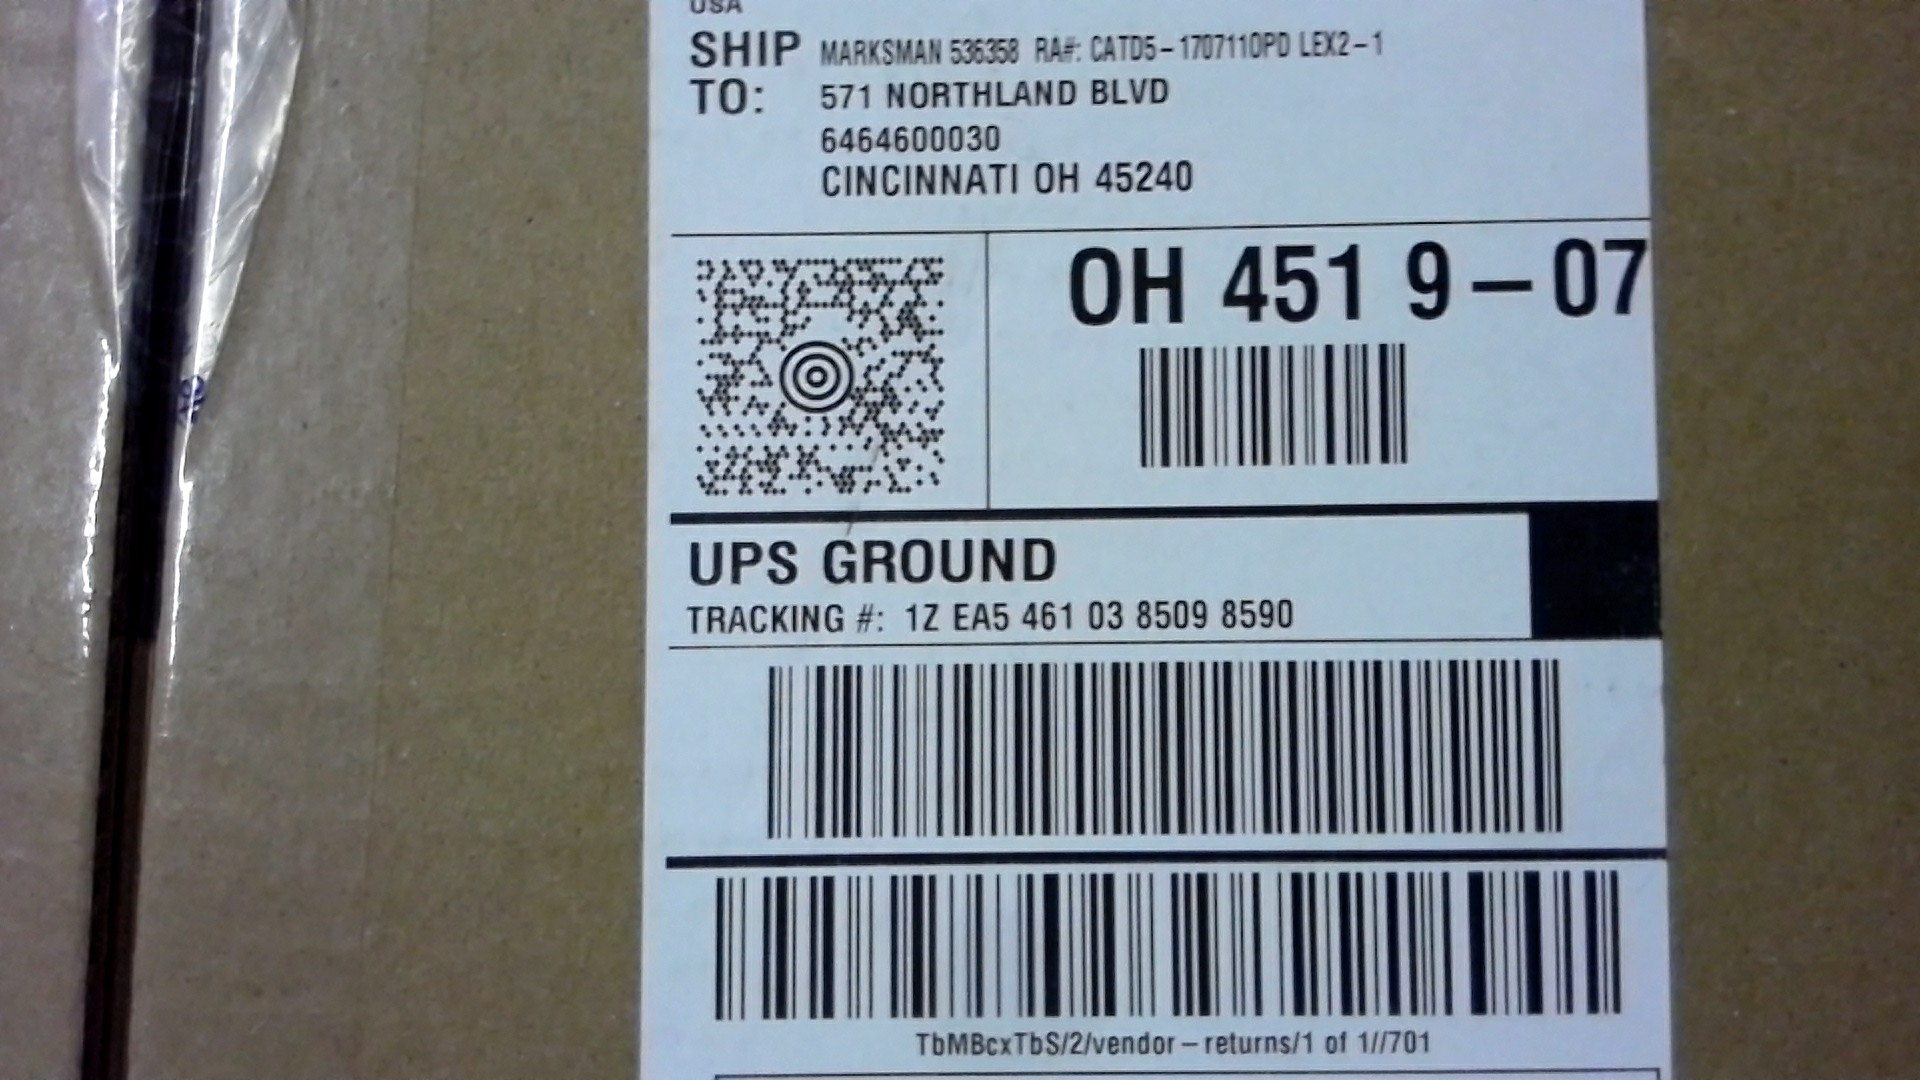 USA
SHIP TO: MARKSMAN 536358 RA#: CATD5-170711OPD LEX2-1
571 NORTHLAND BLVD
6464600030
CINCINNATI OH 45240
OH 451 9-07
UPS GROUND
TRACKING #: 1Z EA5 461 03 8509 8590
TbMBcxTbS/2/vendor-returns/1 of 1//701